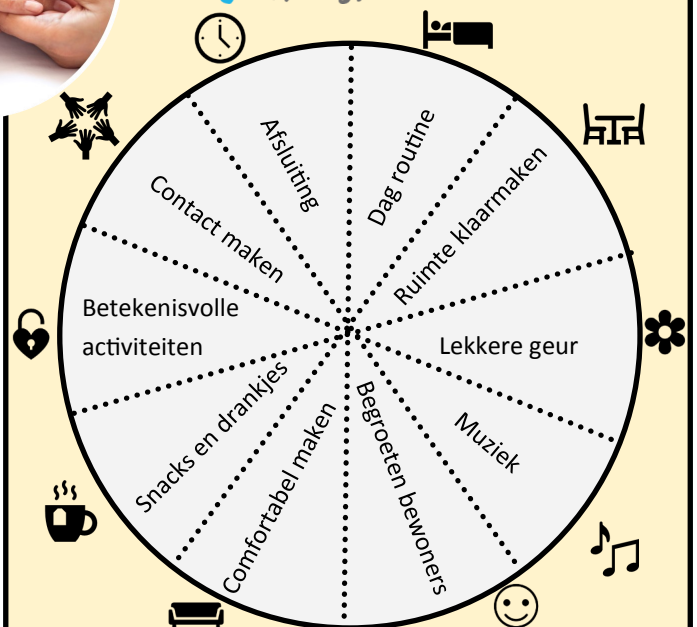 Dag routine
Ruimte klaarmaken
Lekkere geur
Muziek
Begroeten bewoners
Comfortabel maken
Snacks en drankjes
Betekenisvolle
activiteiten
Contact maken
Afsluiting